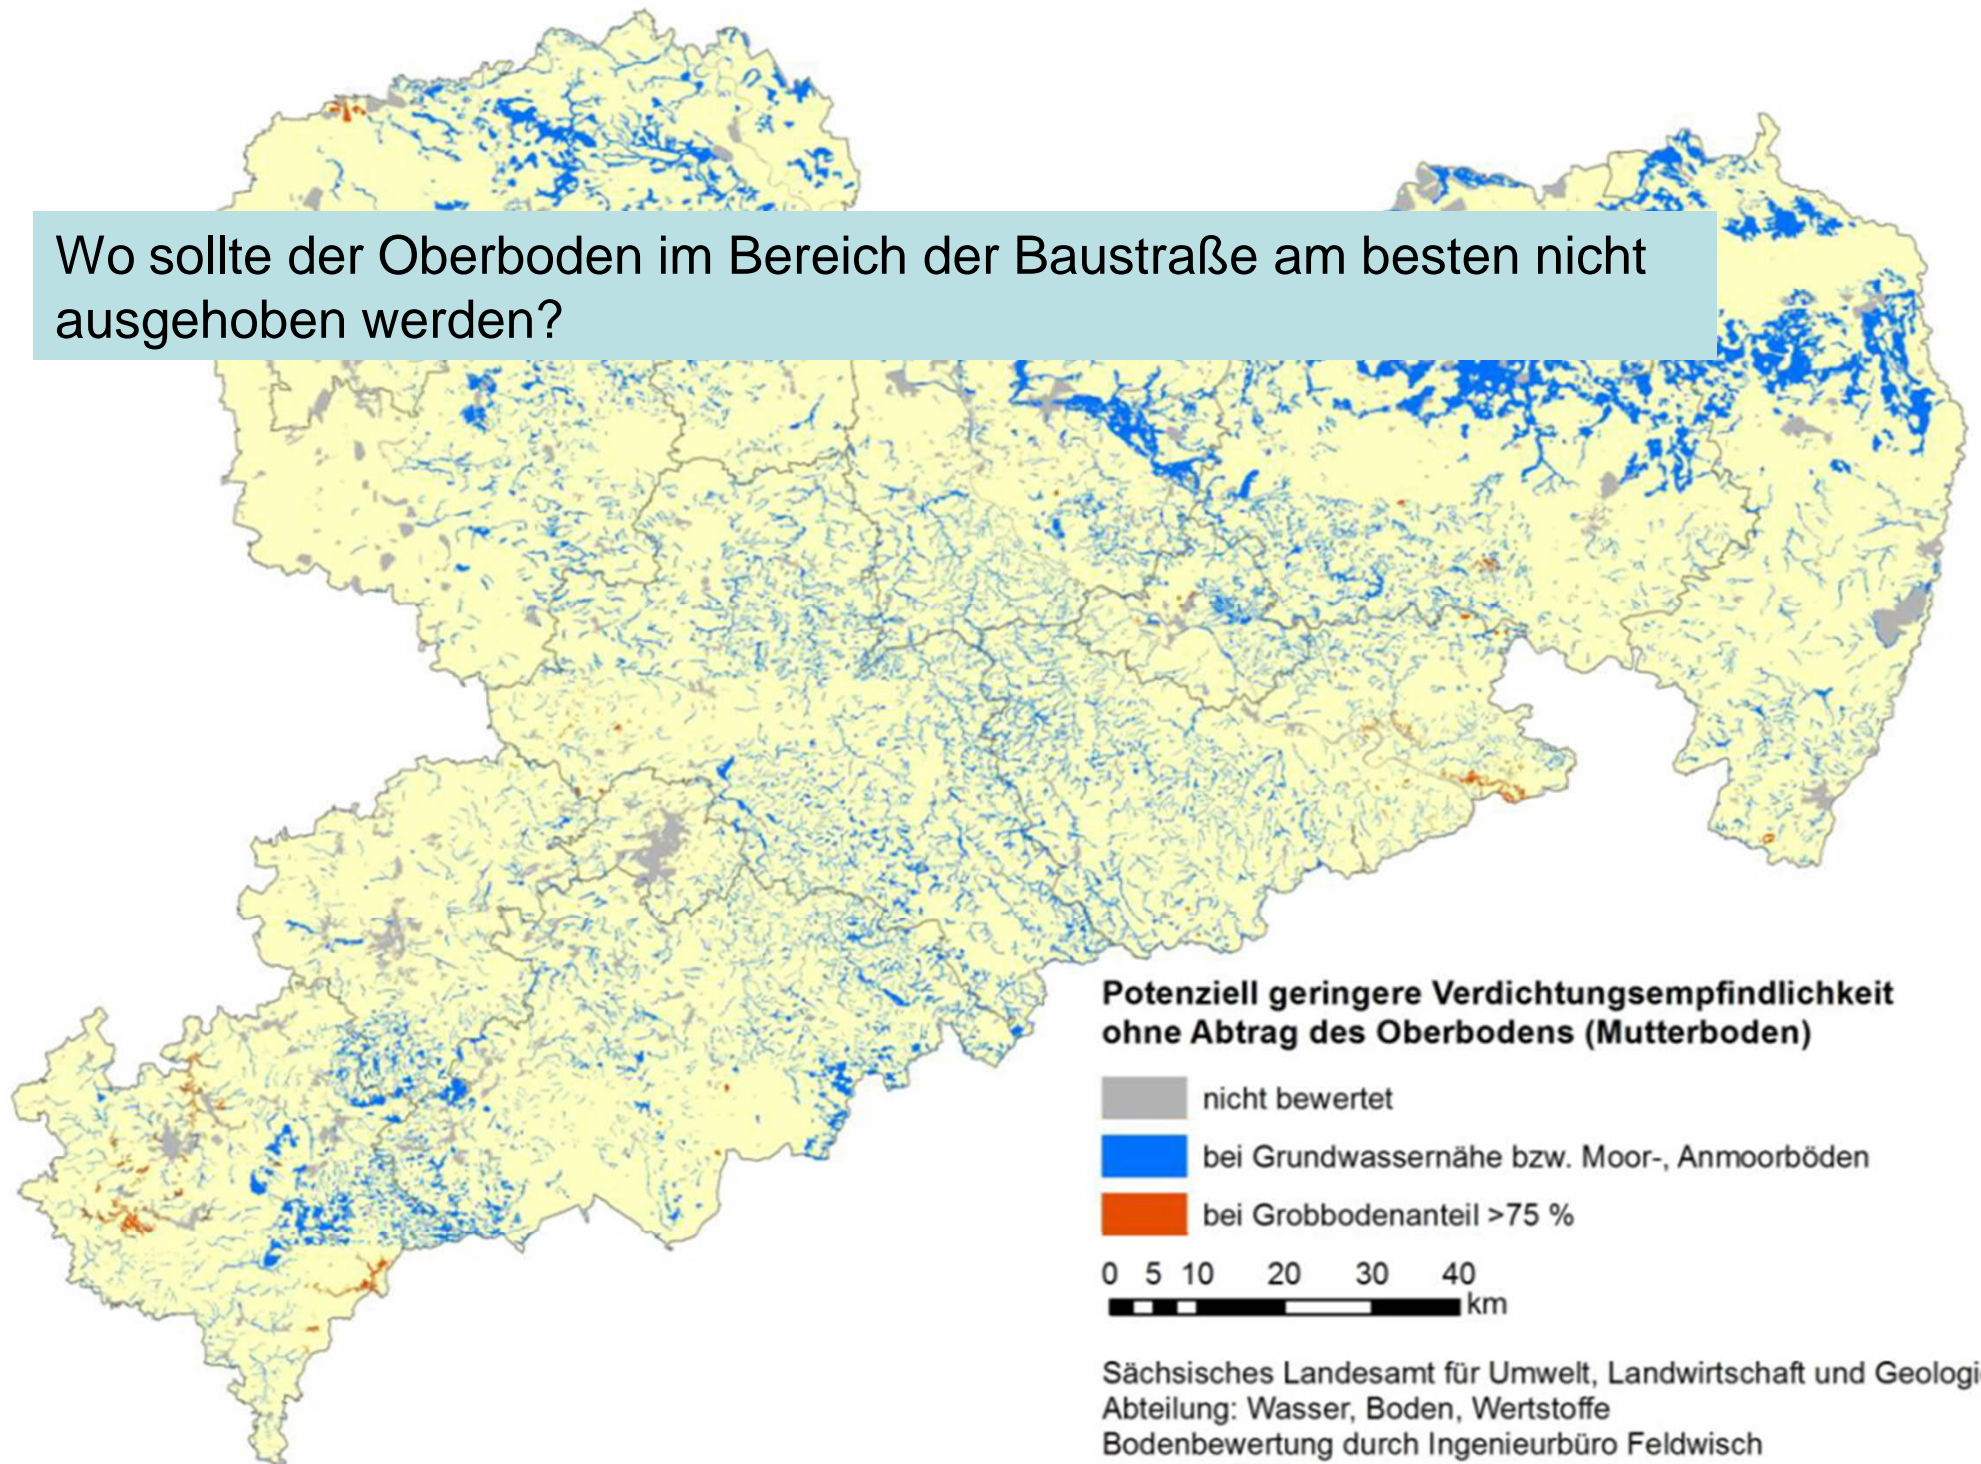 Wo sollte der Oberboden im Bereich der Baustraße am besten nicht
ausgehoben werden?
Potenziell geringere Verdichtungsempfindlichkeit
ohne Abtrag des Oberbodens (Mutterboden)
nicht bewertet
bei Grundwassernähe bzw. Moor-, Anmoorböden
bei Grobbodenanteil >75 %
0 5 10 20 30 40
km
Sächsisches Landesamt für Umwelt, Landwirtschaft und Geologi
Abteilung: Wasser, Boden, Wertstoffe
Bodenbewertung durch Ingenieurbüro Feldwisch